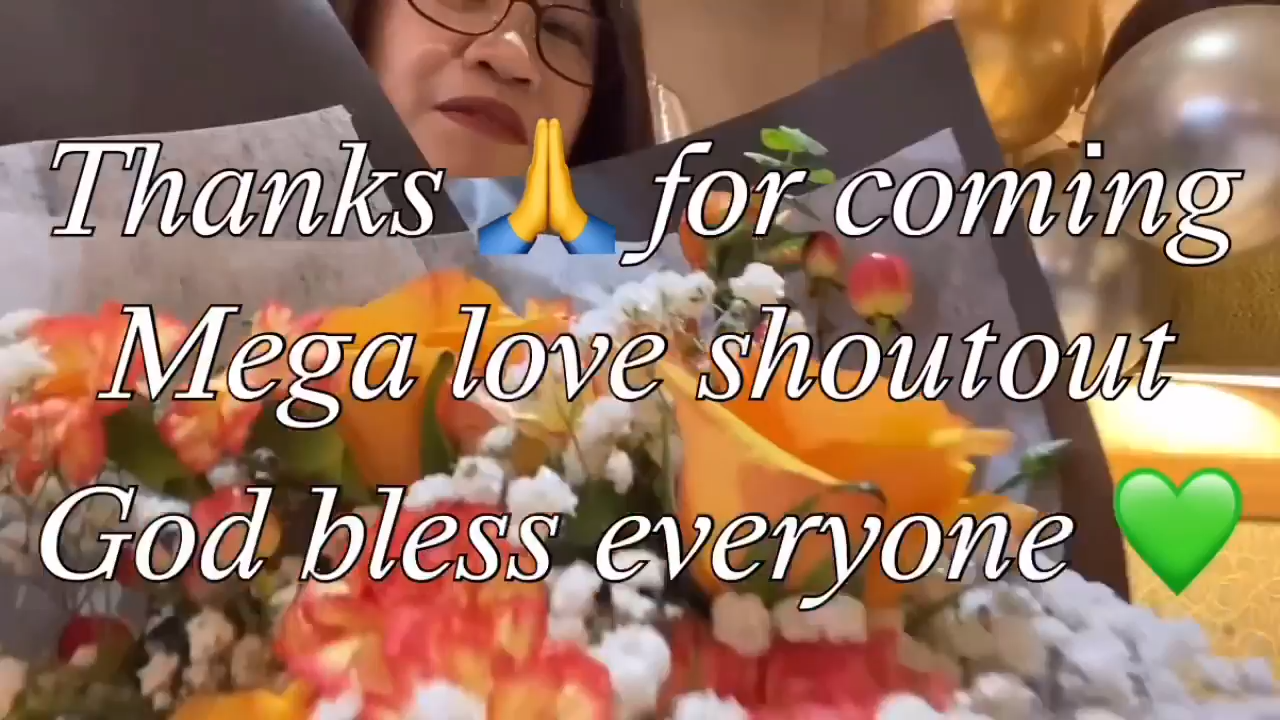 Thanks 🙏 for coming
Mega love shoutout
God bless everyone 💚